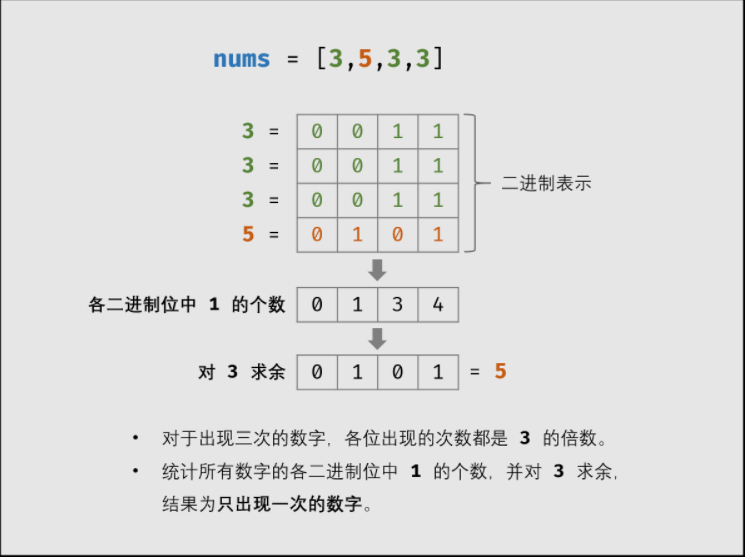 nums = [3,5,3,3]
3 = 0 0 1 1
3 = 0 0 1 1
3 = 0 0 1 1 二进制表示
5 = 0 1 0 1
各二进制位中 1 的个数 0 1 3 4
对 3 求余 0 1 0 1 = 5
• 对于出现三次的数字，各位出现的次数都是 3 的倍数。
• 统计所有数字的各二进制位中 1 的个数，并对 3 求余，
结果为只出现一次的数字。